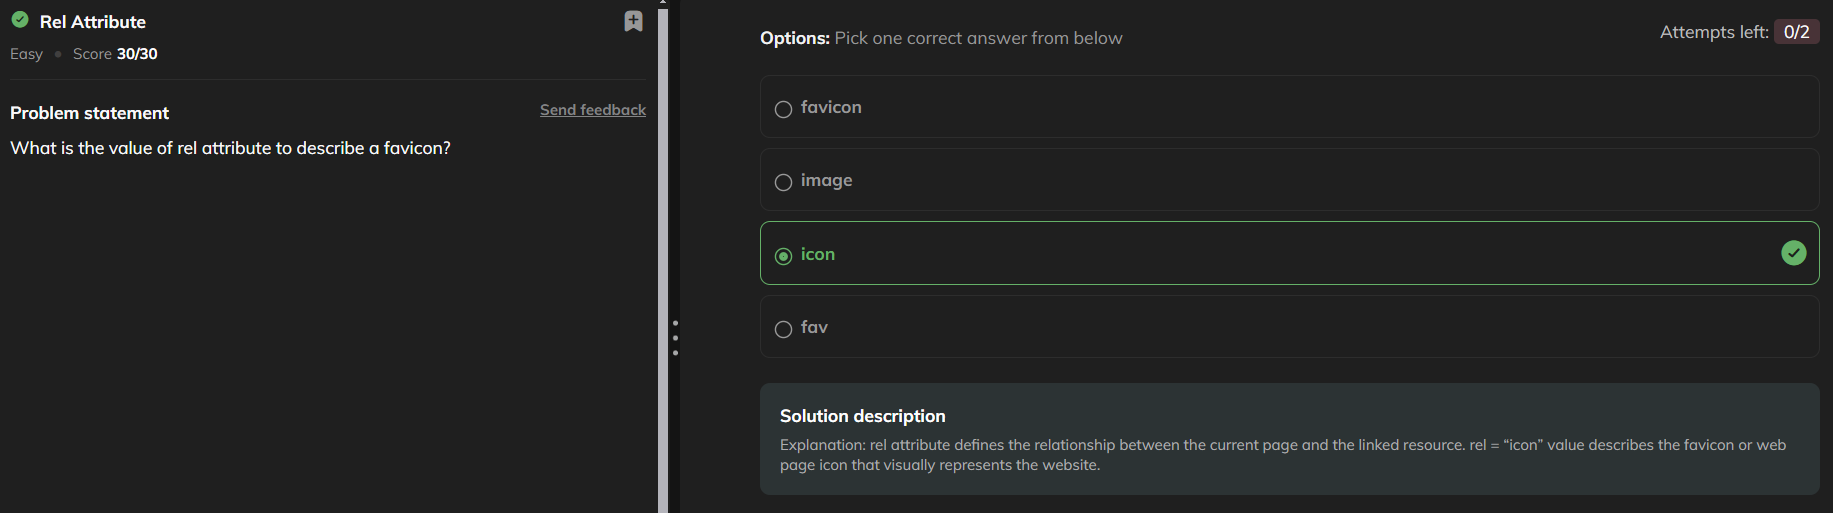 Rel Attribute
Easy • Score 30/30
Problem statement
Send feedback
What is the value of rel attribute to describe a favicon?
Options: Pick one correct answer from below
Attempts left: 0/2
favicon
image
icon
fav
Solution description
Explanation: rel attribute defines the relationship between the current page and the linked resource. rel = “icon” value describes the favicon or web
page icon that visually represents the website.